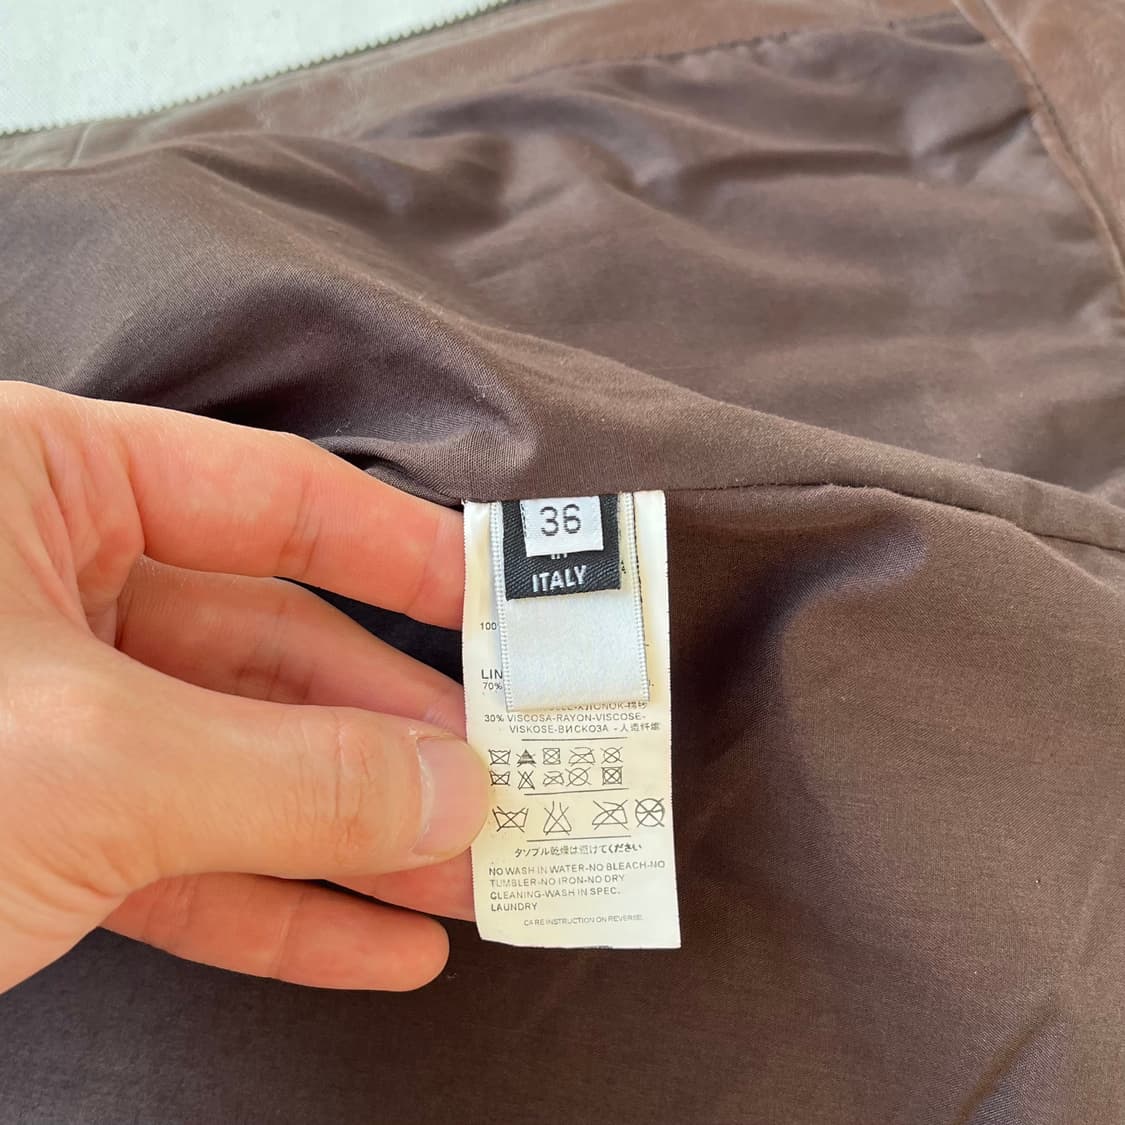 36
ITALY
100
LIN
70%
30% VISCOSA-RAYON-VISCOSE-
VISKOSE-ВИСКОЗА - 人造纤维
タンブル乾燥は避けてください
NO WASH IN WATER-NO BLEACH-NO
TUMBLER-NO IRON-NO DRY
CLEANING-WASH IN SPEC.
LAUNDRY
CARE INSTRUCTION ON REVERSE